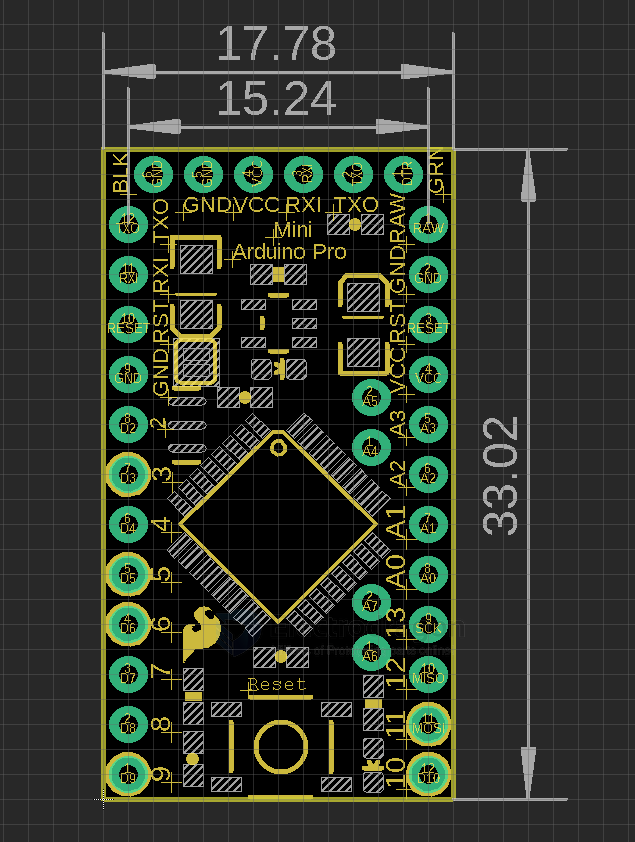 17.78
15.24
33.02
BLK
GND GND VCC RXI TXO DTR
GRN
GND VCC RXI TXO
TXO TXO
Mini
RAW RAW
Arduino Pro
RXI RXI
GND GND
RESET RST
RST RESET
GND GND
VCC VCC
A5
D2 2
A3 A3
A4
D3 3
A2 A2
D4 4
A1 A1
D5 5
A0 A0
A7
D6 6
13 SCK
A6
D7 7
12 MISO
Reset
D8 8
11 MOSI
D9 9
10 D10